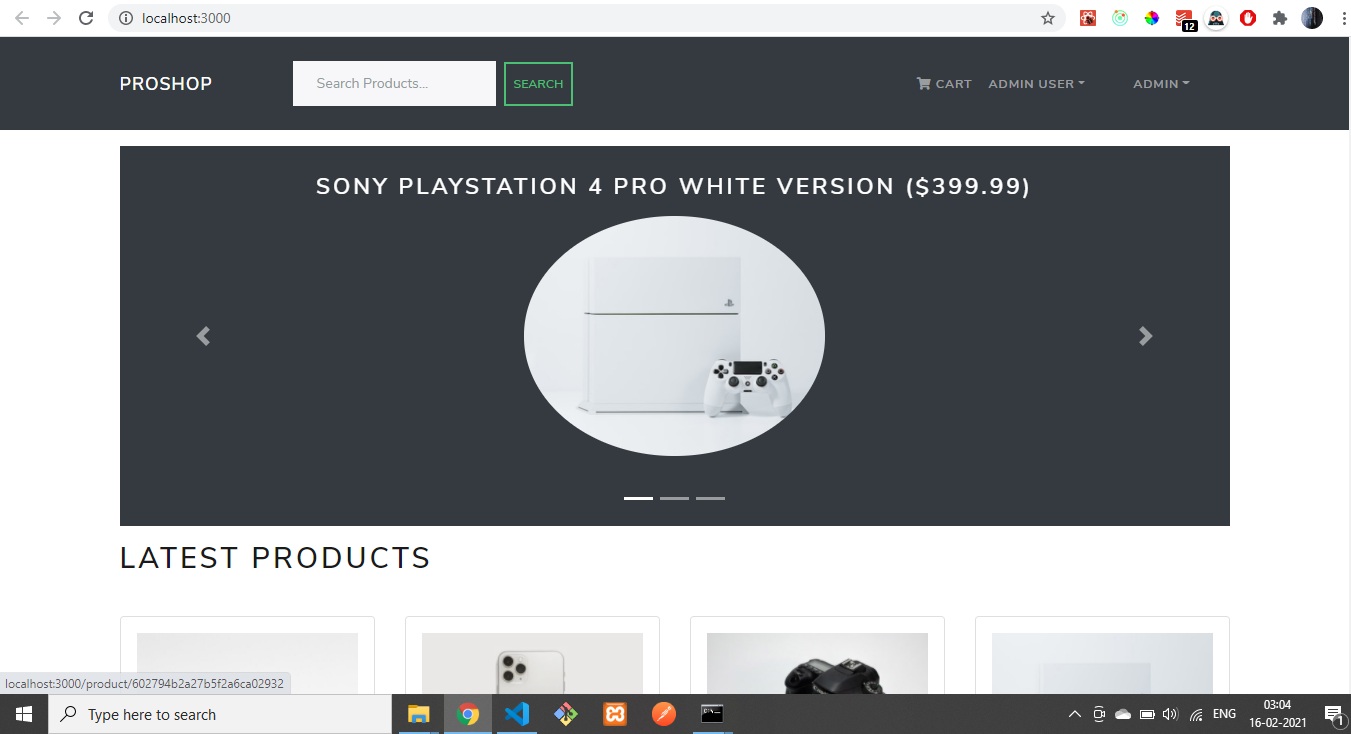 localhost:3000
12
PROSHOP
Search Products...
SEARCH
CART
ADMIN USER
ADMIN
SONY PLAYSTATION 4 PRO WHITE VERSION ($399.99)
LATEST PRODUCTS
localhost:3000/product/602794b2a27b5f2a6ca02932
Type here to search
ENG
03:04
16-02-2021
1